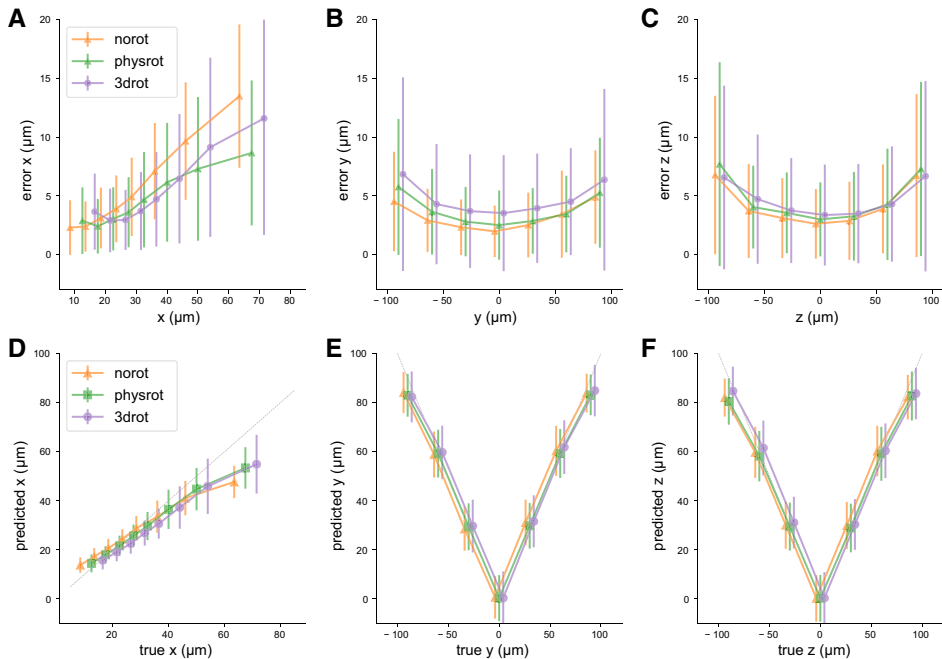 A
20
15
10
5
0
error x (μm)
norot
physrot
3drot
10 20 30 40 50 60 70 80
x (μm)
B
20
15
10
5
0
error y (μm)
−100 −50 0 50 100
y (μm)
C
20
15
10
5
0
error z (μm)
−100 −50 0 50 100
z (μm)
D
100
80
60
40
20
0
predicted x (μm)
norot
physrot
3drot
20 40 60 80
true x (μm)
E
100
80
60
40
20
0
predicted y (μm)
−100 −50 0 50 100
true y (μm)
F
100
80
60
40
20
0
predicted z (μm)
−100 −50 0 50 100
true z (μm)